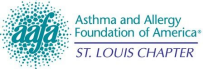 aafa
Asthma and Allergy
Foundation of America®
ST. LOUIS CHAPTER